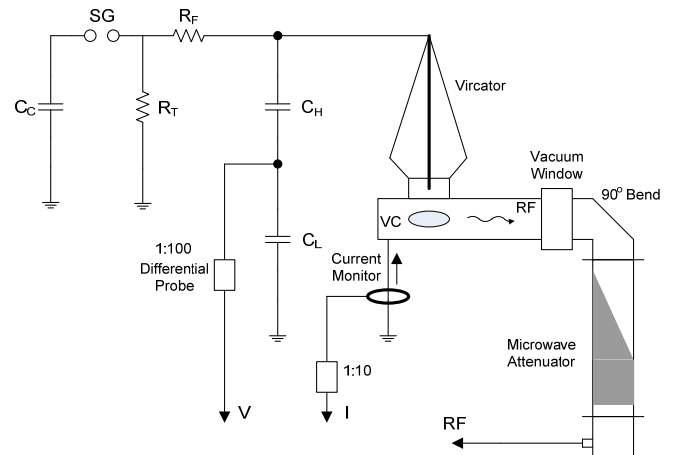 SG
R_F
Vircator
C_C
R_T
C_H
Vacuum
Window
90° Bend
RF
VC
1:100
Differential
Probe
C_L
Current
Monitor
Microwave
Attenuator
1:10
V
I
RF